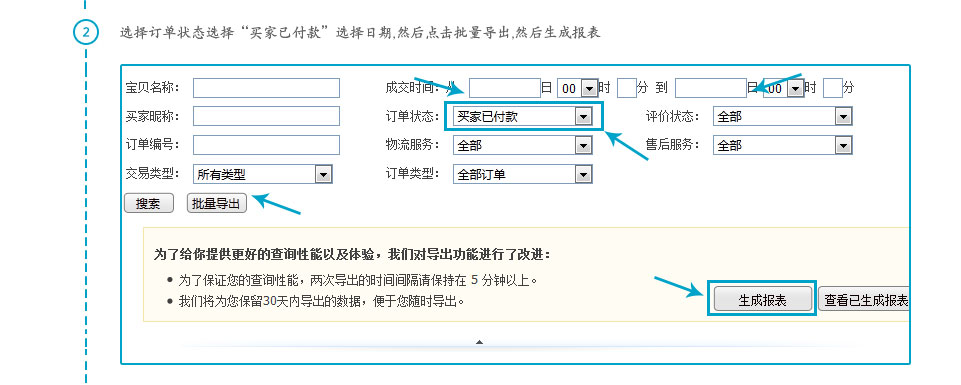 2 选择订单状态选择“买家已付款”选择日期,然后,点击批量导出,然后生成报表
宝贝名称： 成交时间：从 日 00 时 分 到 日 00 时 分
买家昵称： 订单状态： 买家已付款 评价状态： 全部
订单编号： 物流服务： 全部 售后服务： 全部
交易类型： 所有类型 订单类型： 全部订单
搜索 批量导出
为了给你提供更好的查询性能以及体验，我们对导出功能进行了改进：
• 为了保证您的查询性能，两次导出的时间间隔请保持在 5 分钟以上。
• 我们将为您保留30天内导出的数据，便于您随时导出。
生成报表 查看已生成报表